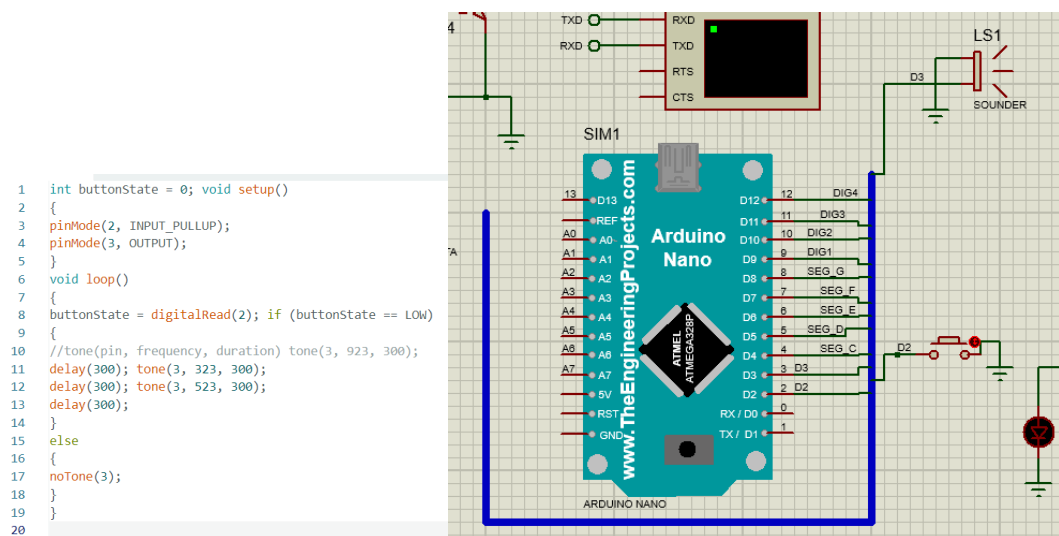 1 int buttonState = 0; void setup()
2 {
3 pinMode(2, INPUT_PULLUP);
4 pinMode(3, OUTPUT);
5 }
6 void loop()
7 {
8 buttonState = digitalRead(2); if (buttonState == LOW)
9 {
10 //tone(pin, frequency, duration) tone(3, 923, 300);
11 delay(300); tone(3, 323, 300);
12 delay(300); tone(3, 523, 300);
13 delay(300);
14 }
15 else
16 {
17 noTone(3);
18 }
19 }
20
4
TXD RXD
RXD TXD
RTS
CTS
LS1
D3
SOUNDER
SIM1
www.TheEngineeringProjects.com
Arduino
Nano
ATMEL
ATMEGA328P
13 D13
REF
A0 A0
A1 A1
A2 A2
A3 A3
A4 A4
A5 A5
A6 A6
A7 A7
5V
RST
GND
D12 12 DIG4
D11 11 DIG3
D10 10 DIG2
D9 9 DIG1
D8 8 SEG_G
D7 7 SEG_F
D6 6 SEG_E
D5 5 SEG_D
D4 4 SEG_C
D3 3 D3
D2 2 D2
RX / D0 0
TX / D1 1
D2
ARDUINO NANO